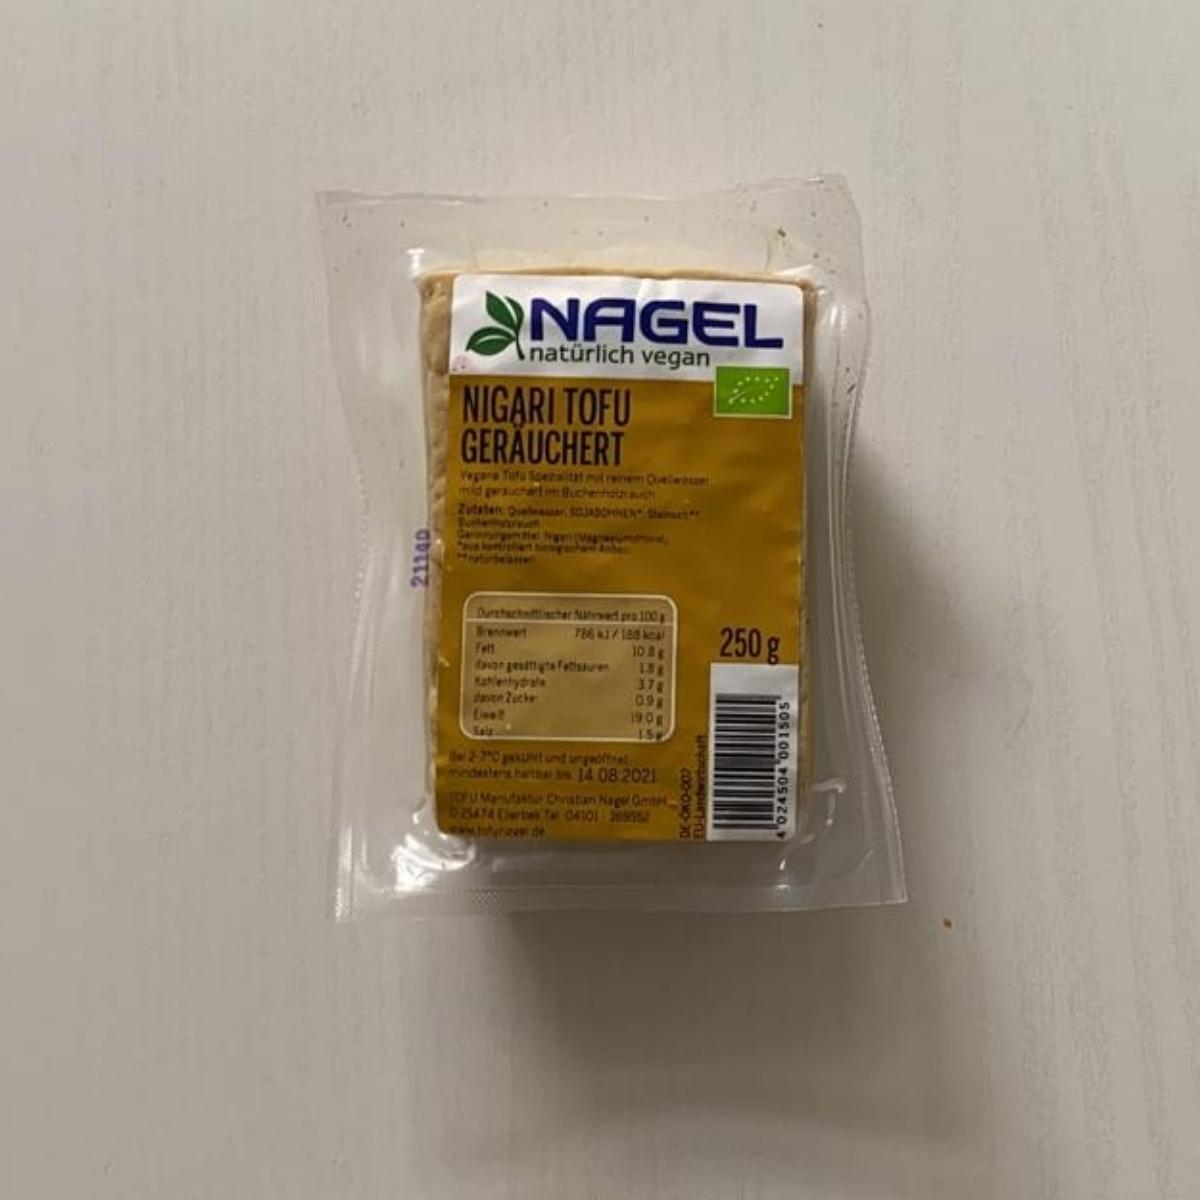 NAGEL
natürlich vegan
NIGARI TOFU
GERÄUCHERT
Vegane Tofu Spezialität mit reinem Quellwasser
mild geräuchert im Buchenholzrauch
Zutaten: Quellwasser, SOJABOHNEN*, Steinsalz**
Buchenholzrauch
Gerinnungsmittel: Nigari (Magnesiumchlorid)
*aus kontrolliert biologischem Anbau
**naturbelassen
2114D
Durchschnittlicher Nährwert pro 100 g
Brennwert 786 kJ / 188 kcal
Fett 10.8 g
davon gesättigte Fettsäuren 1.8 g
Kohlenhydrate 3.7 g
davon Zucker 0.9 g
Eiweiß 19.0 g
Salz 1.5 g
250 g
Bei 2-7°C gekühlt und ungeöffnet
mindestens haltbar bis 14 08 2021
TOFU Manufaktur Christian Nagel GmbH
D 25474 Ellerbek Tel. 04101
www.tofunagel.de
DE-ÖKO-007
EU-Landwirtschaft
4 024504 001505